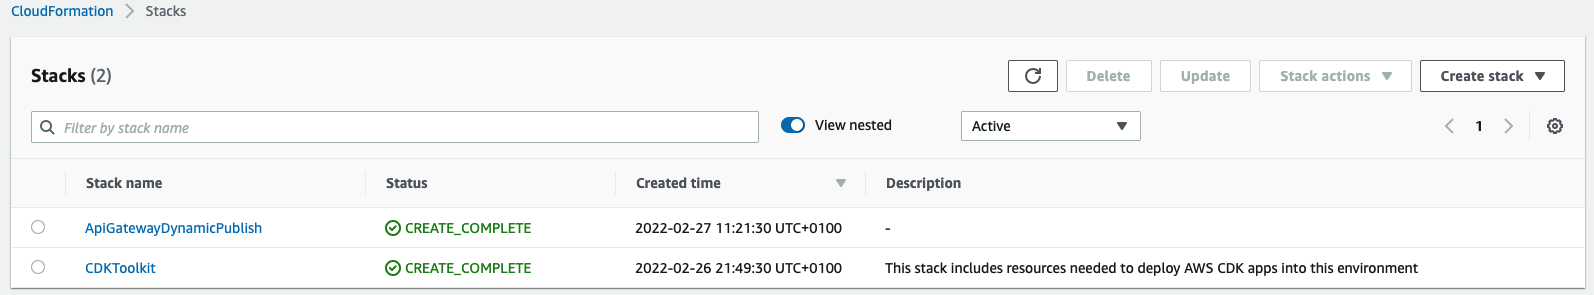 CloudFormation > Stacks
Stacks (2) Delete Update Stack actions Create stack
Filter by stack name View nested Active 1
Stack name Status Created time Description
ApiGatewayDynamicPublish CREATE_COMPLETE 2022-02-27 11:21:30 UTC+0100 -
CDKToolkit CREATE_COMPLETE 2022-02-26 21:49:30 UTC+0100 This stack includes resources needed to deploy AWS CDK apps into this environment